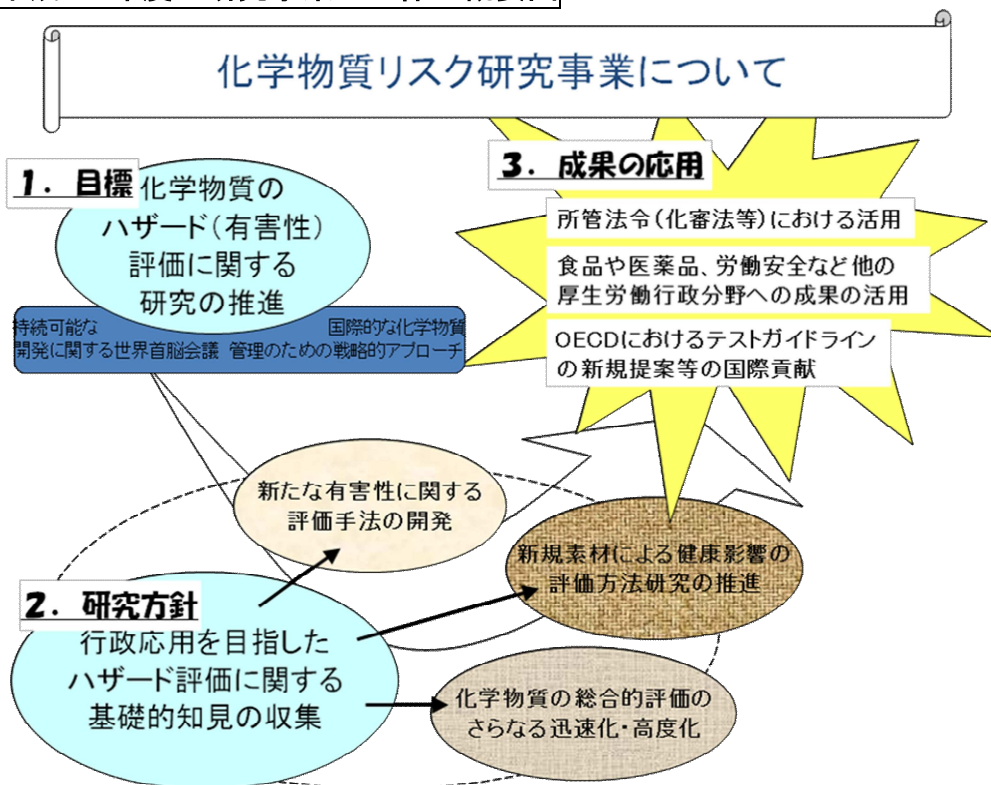 化学物質リスク研究事業について
1. 目標
化学物質の
ハザード(有害性)
評価に関する
研究の推進
持続可能な
開発に関する世界首脳会議
国際的な化学物質
管理のための戦略的アプローチ
3. 成果の応用
所管法令(化審法等)における活用
食品や医薬品、労働安全など他の
厚生労働行政分野への成果の活用
OECDにおけるテストガイドライン
の新規提案等の国際貢献
新たな有害性に関する
評価手法の開発
新規素材による健康影響の
評価方法研究の推進
2. 研究方針
行政応用を目指した
ハザード評価に関する
基礎的知見の収集
化学物質の総合的評価の
さらなる迅速化・高度化